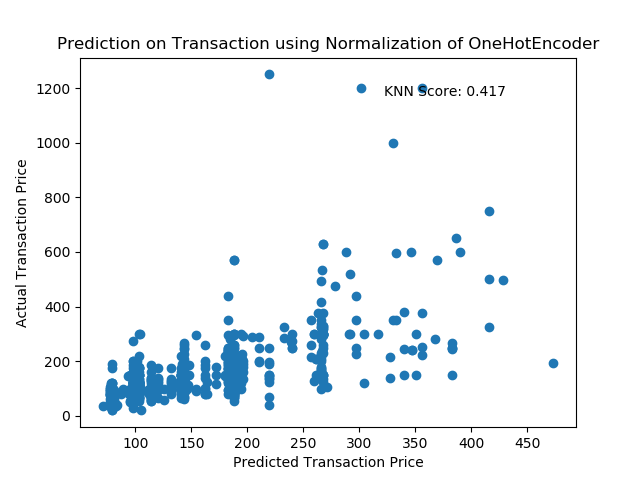 Prediction on Transaction using Normalization of OneHotEncoder
KNN Score: 0.417
Actual Transaction Price
1200
1000
800
600
400
200
0
100 150 200 250 300 350 400 450
Predicted Transaction Price